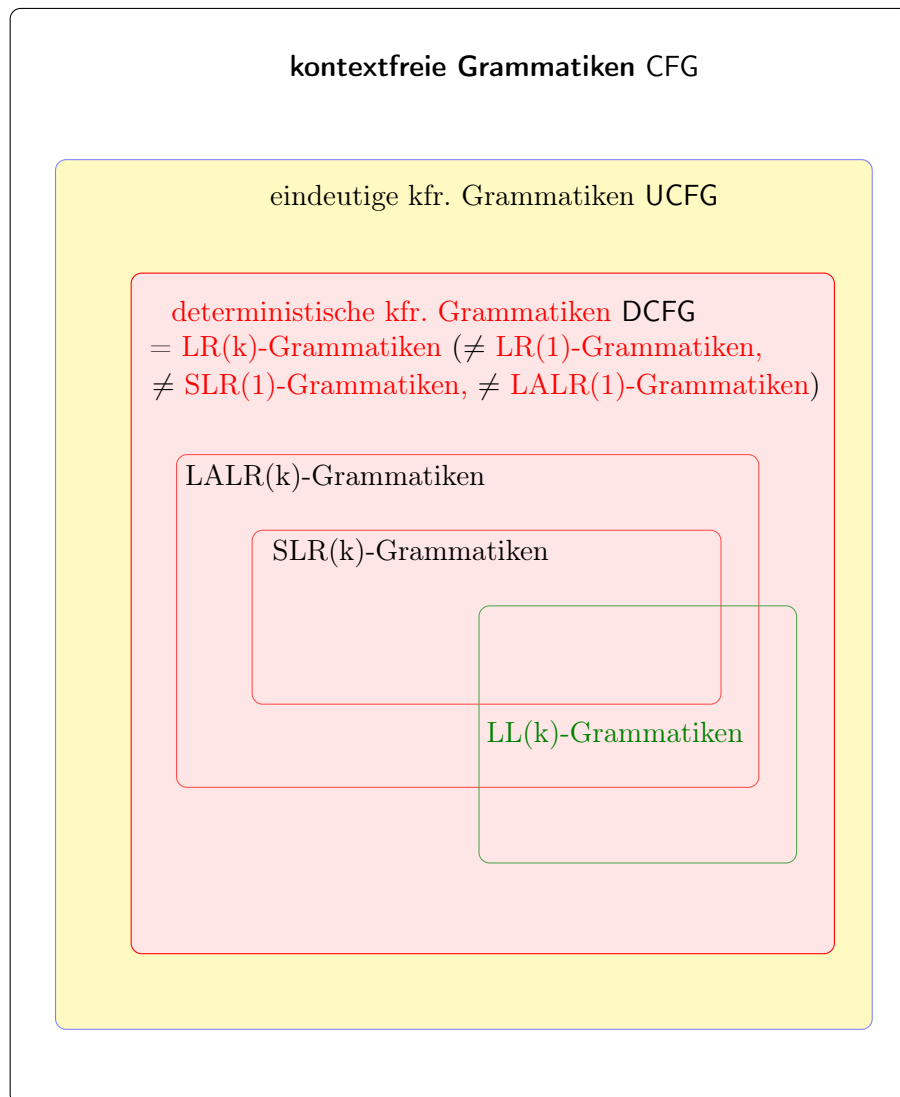 kontextfreie Grammatiken CFG
eindeutige kfr. Grammatiken UCFG
deterministische kfr. Grammatiken DCFG
= LR(k)-Grammatiken (≠ LR(1)-Grammatiken,
≠ SLR(1)-Grammatiken, ≠ LALR(1)-Grammatiken)
LALR(k)-Grammatiken
SLR(k)-Grammatiken
LL(k)-Grammatiken